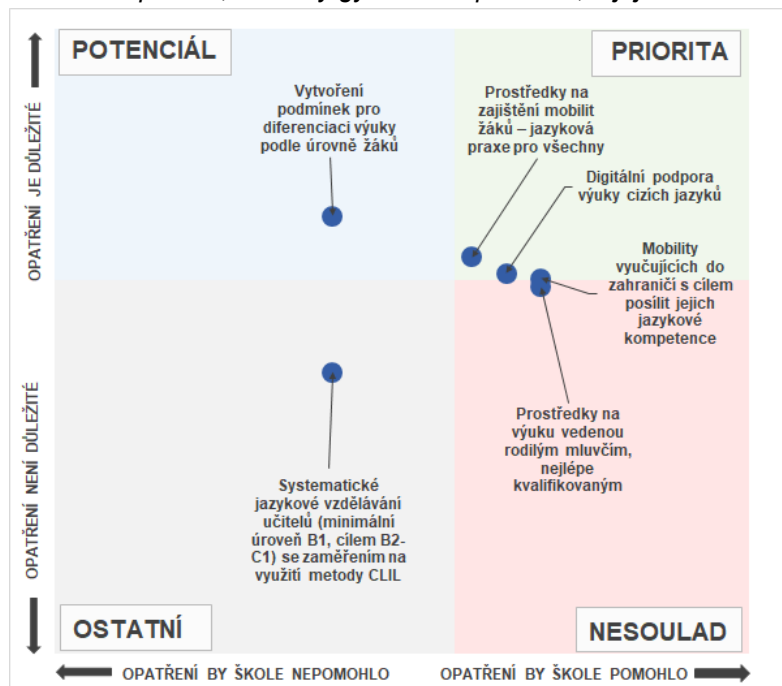 POTENCIÁL
PRIORITA
Vytvoření
podmínek pro
diferenciaci výuky
podle úrovně žáků
Prostředky na
zajištění mobilit
žáků – jazyková
praxe pro všechny
Digitální podpora
výuky cizích jazyků
Mobility
vyučujících do
zahraničí s cílem
posílit jejich
jazykové
kompetence
OPATŘENÍ JE DŮLEŽITÉ
OPATŘENÍ NENÍ DŮLEŽITÉ
Prostředky na
výuku vedenou
rodilým mluvčím,
nejlépe
kvalifikovaným
Systematické
jazykové vzdělávání
učitelů (minimální
úroveň B1, cílem B2-
C1) se zaměřením na
využití metody CLIL
OSTATNÍ
NESOULAD
OPATŘENÍ BY ŠKOLE NEPOMOHLO
OPATŘENÍ BY ŠKOLE POMOHLO